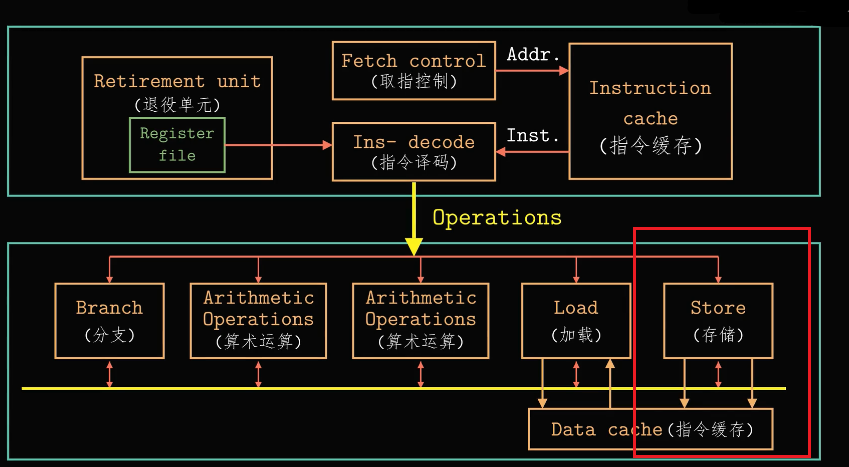 Fetch control
(取指控制)
Addr.
Retirement unit
(退役单元)
Register
file
Ins- decode
(指令译码)
Inst.
Instruction
cache
(指令缓存)
Operations
Branch
(分支)
Arithmetic
Operations
(算术运算)
Arithmetic
Operations
(算术运算)
Load
(加载)
Store
(存储)
Data cache(指令缓存)